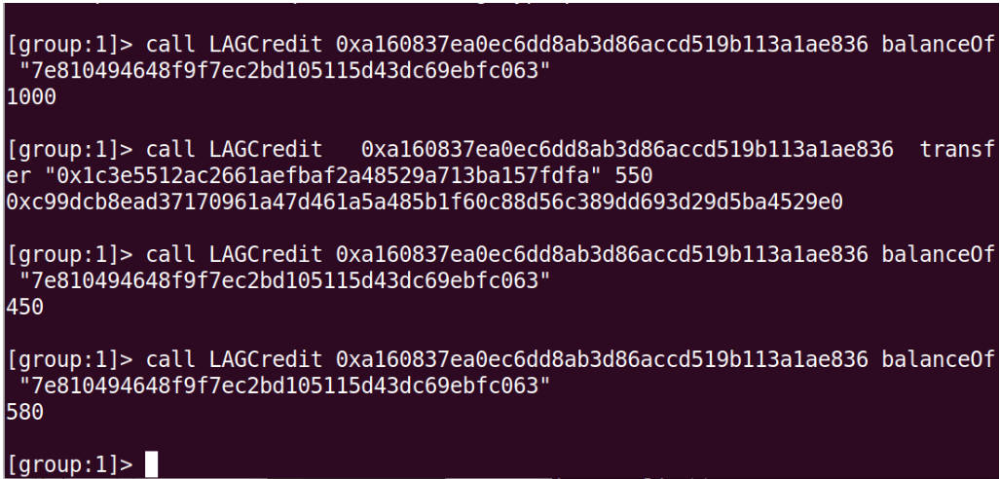 [group:1]> call LAGCredit 0xa160837ea0ec6dd8ab3d86accd519b113a1ae836 balanceOf
"7e810494648f9f7ec2bd105115d43dc69ebfc063"
1000
[group:1]> call LAGCredit 0xa160837ea0ec6dd8ab3d86accd519b113a1ae836 transf
er "0x1c3e5512ac2661aefbaf2a48529a713ba157fdfa" 550
0xc99dcb8ead37170961a47d461a5a485b1f60c88d56c389dd693d29d5ba4529e0
[group:1]> call LAGCredit 0xa160837ea0ec6dd8ab3d86accd519b113a1ae836 balanceOf
"7e810494648f9f7ec2bd105115d43dc69ebfc063"
450
[group:1]> call LAGCredit 0xa160837ea0ec6dd8ab3d86accd519b113a1ae836 balanceOf
"7e810494648f9f7ec2bd105115d43dc69ebfc063"
580
[group:1]>